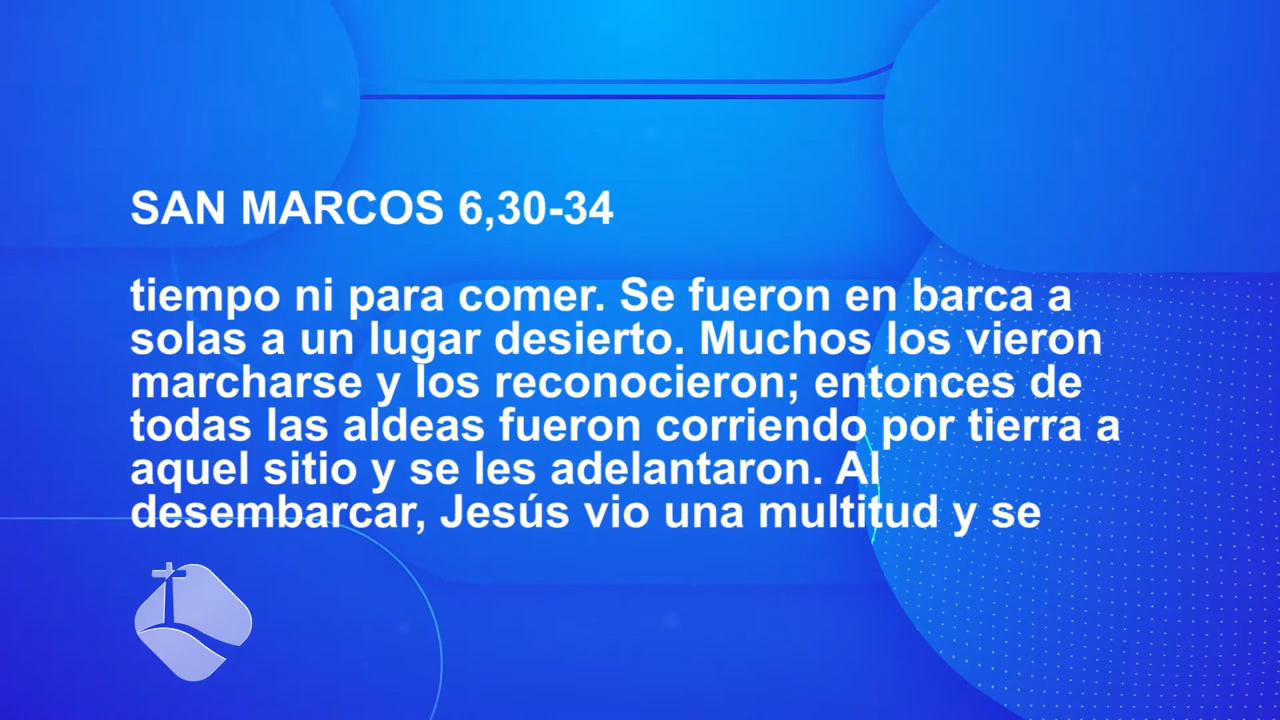 SAN MARCOS 6,30-34
tiempo ni para comer. Se fueron en barca a
solas a un lugar desierto. Muchos los vieron
marcharse y los reconocieron; entonces de
todas las aldeas fueron corriendo por tierra a
aquel sitio y se les adelantaron. Al
desembarcar, Jesús vio una multitud y se